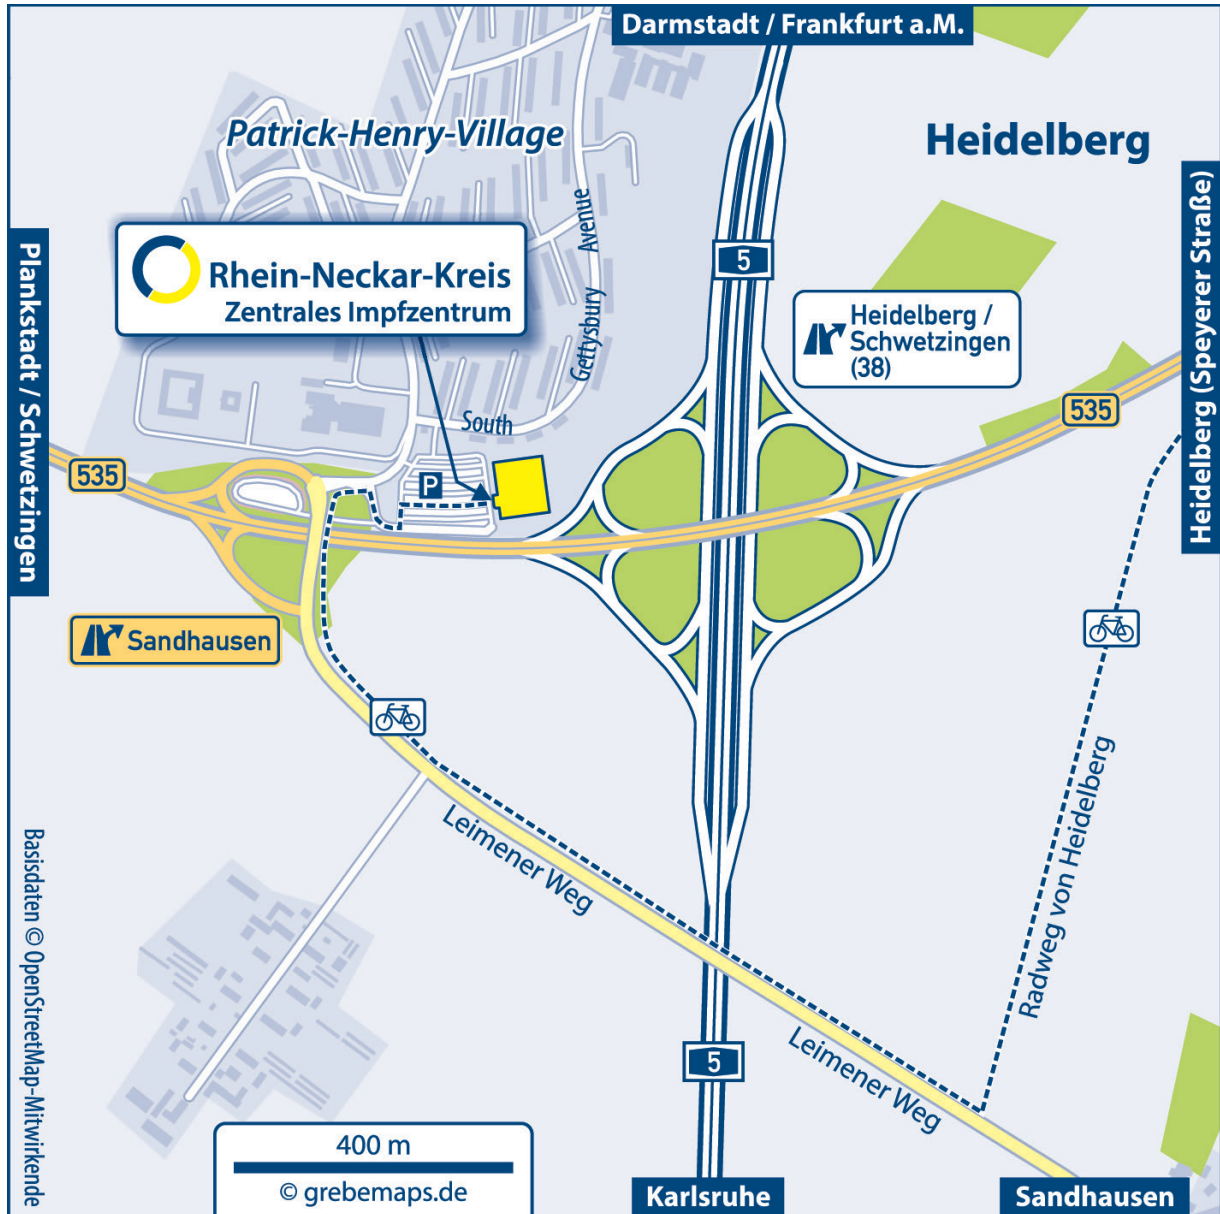 Darmstadt / Frankfurt a.M.
Patrick-Henry-Village
Heidelberg
Rhein-Neckar-Kreis
Zentrales Impfzentrum
Gettysbury Avenue
South
5
Heidelberg /
Schwetzingen
(38)
Plankstadt / Schwetzingen
Heidelberg (Speyerer Straße)
535
535
P
Sandhausen
Leimener Weg
Radweg von Heidelberg
Leimener Weg
5
Basisdaten © OpenStreetMap-Mitwirkende
400 m
© grebemaps.de
Karlsruhe
Sandhausen